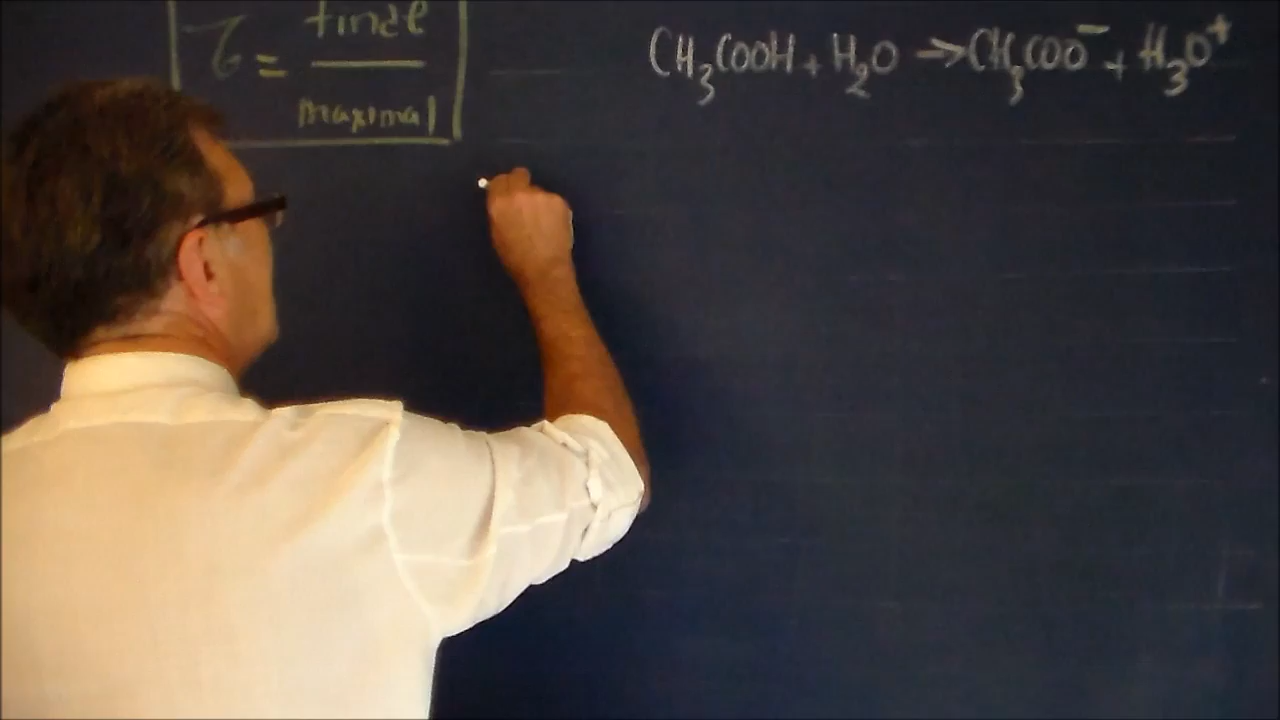 τ = finale / maximal
CH₃COOH + H₂O → CH₃COO⁻ + H₃O⁺